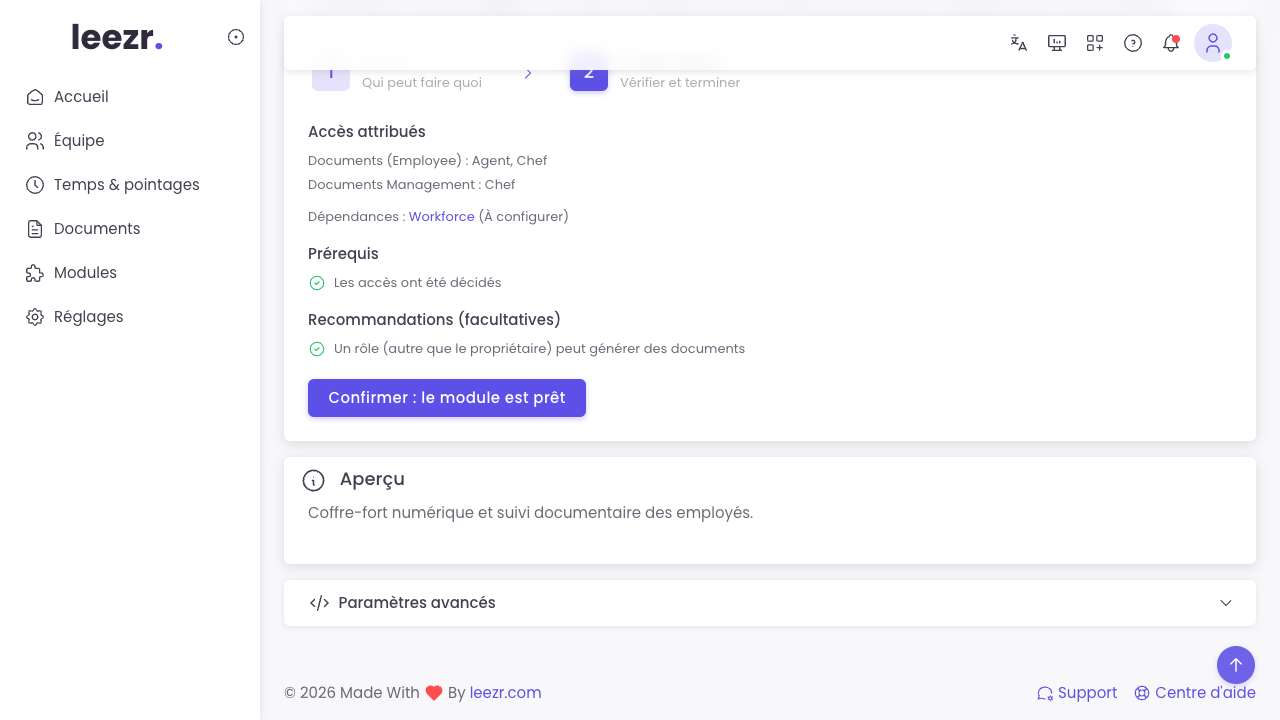 leezr.
Accueil
Équipe
Temps & pointages
Documents
Modules
Réglages
Qui peut faire quoi
2
Vérifier et terminer
Accès attribués
Documents (Employee) : Agent, Chef
Documents Management : Chef
Dépendances : Workforce (À configurer)
Prérequis
Les accès ont été décidés
Recommandations (facultatives)
Un rôle (autre que le propriétaire) peut générer des documents
Confirmer : le module est prêt
Aperçu
Coffre-fort numérique et suivi documentaire des employés.
Paramètres avancés
© 2026 Made With By leezr.com
Support
Centre d'aide